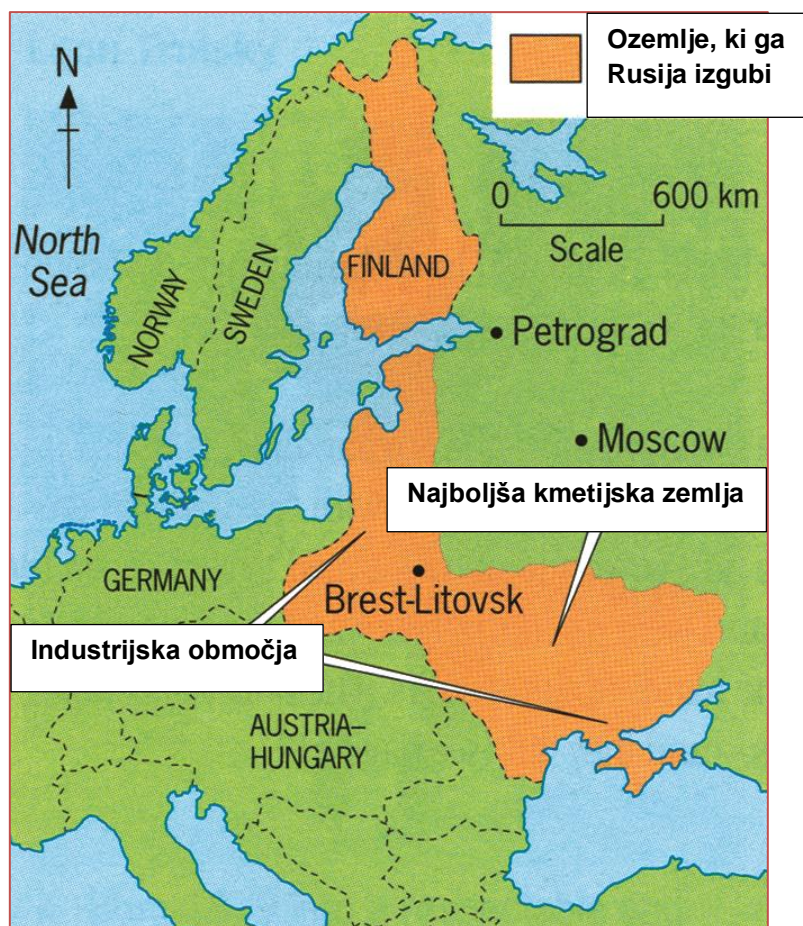 Ozemlje, ki ga
Rusija izgubi
N
0 600 km
Scale
North
Sea
NORWAY
SWEDEN
FINLAND
Petrograd
Moscow
Najboljša kmetijska zemlja
GERMANY
Brest-Litovsk
Industrijska območja
AUSTRIA–
HUNGARY